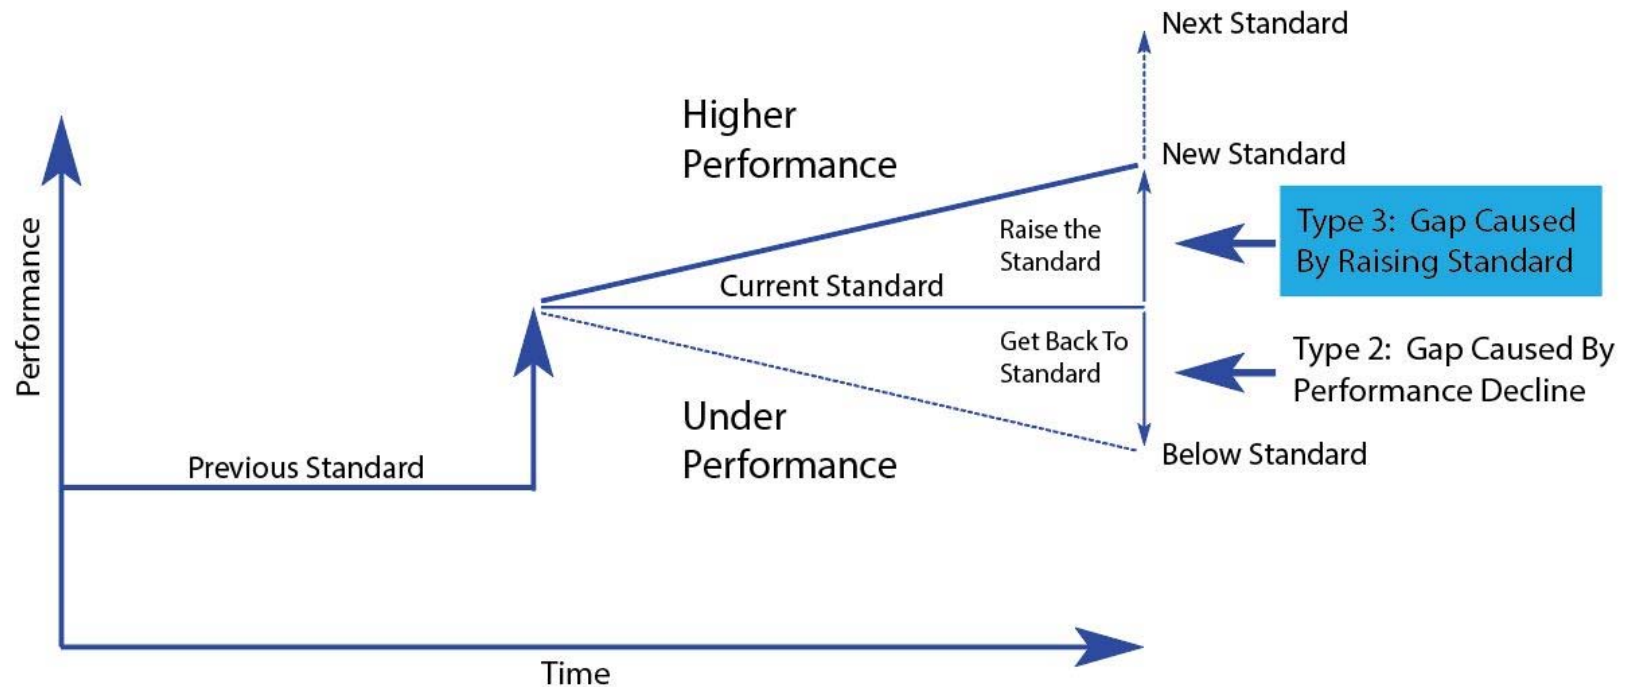 Next Standard
Higher
Performance
New Standard
Type 3: Gap Caused
By Raising Standard
Raise the
Standard
Current Standard
Performance
Get Back To
Standard
Type 2: Gap Caused By
Performance Decline
Under
Performance
Below Standard
Previous Standard
Time